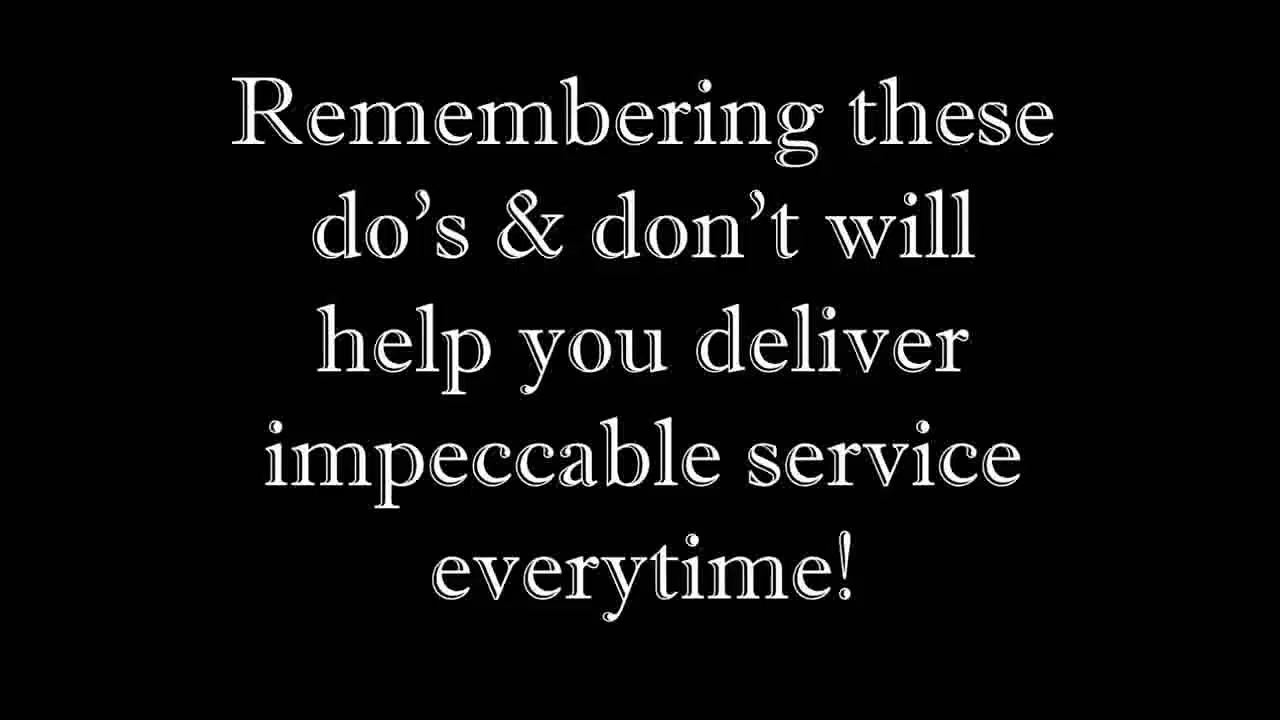 Remembering these
do’s & don’t will
help you deliver
impeccable service
everytime!